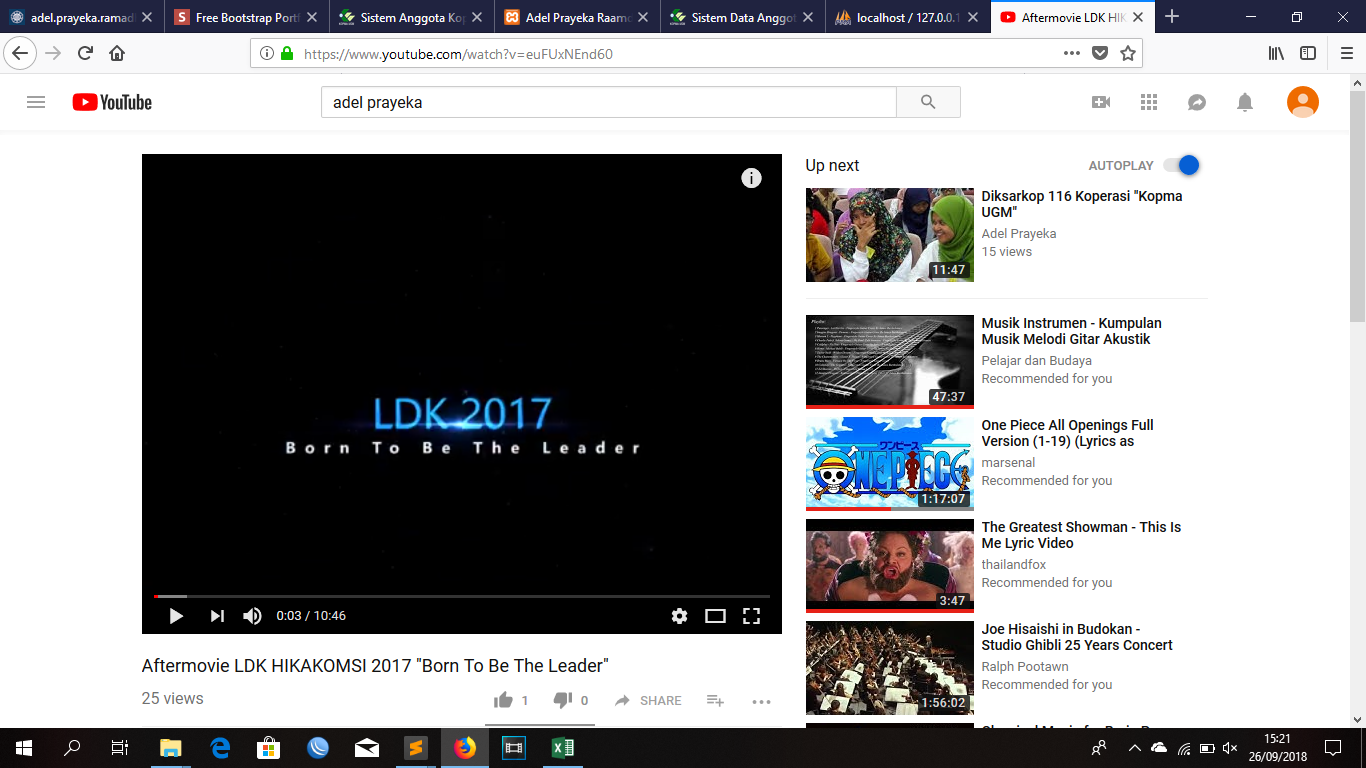 adel.prayeka.ramad
Free Bootstrap Portf
Sistem Anggota Kop
Adel Prayeka Raamd
Sistem Data Anggot
localhost / 127.0.0.1
Aftermovie LDK HIK
https://www.youtube.com/watch?v=euFUxNEnd60
YouTube
adel prayeka
LDK 2017
Born To Be The Leader
0:03 / 10:46
Aftermovie LDK HIKAKOMSI 2017 "Born To Be The Leader"
25 views
1
0
SHARE
Up next
AUTOPLAY
11:47
Diksarkop 116 Koperasi "Kopma
UGM"
Adel Prayeka
15 views
47:37
Musik Instrumen - Kumpulan
Musik Melodi Gitar Akustik
Pelajar dan Budaya
Recommended for you
ワンピース
ONE PIECE
1:17:07
One Piece All Openings Full
Version (1-19) (Lyrics as
marsenal
Recommended for you
3:47
The Greatest Showman - This Is
Me Lyric Video
thailandfox
Recommended for you
1:56:02
Joe Hisaishi in Budokan -
Studio Ghibli 25 Years Concert
Ralph Pootawn
Recommended for you
15:21
26/09/2018